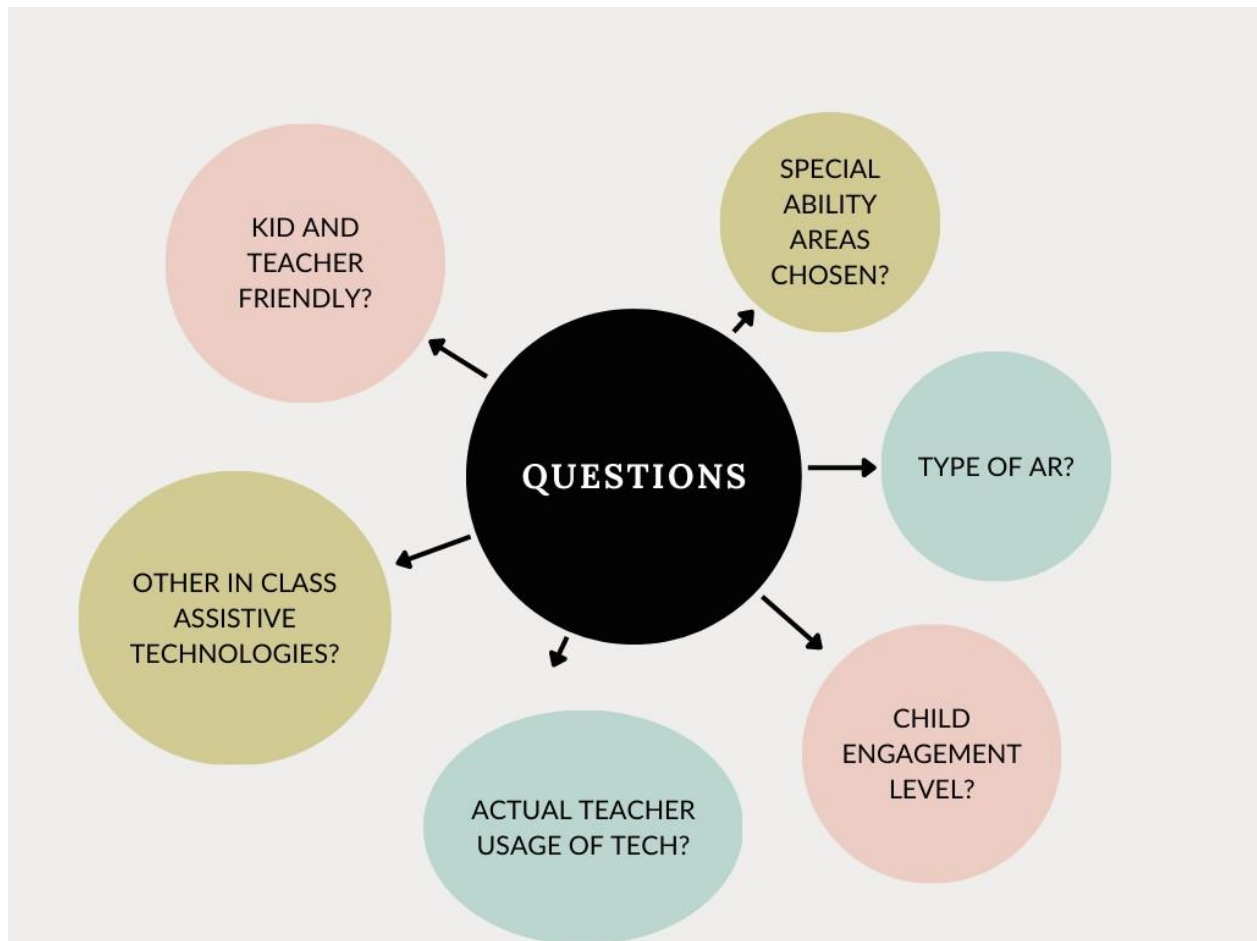 KID AND
TEACHER
FRIENDLY?
SPECIAL
ABILITY
AREAS
CHOSEN?
QUESTIONS
TYPE OF AR?
OTHER IN CLASS
ASSISTIVE
TECHNOLOGIES?
CHILD
ENGAGEMENT
LEVEL?
ACTUAL TEACHER
USAGE OF TECH?